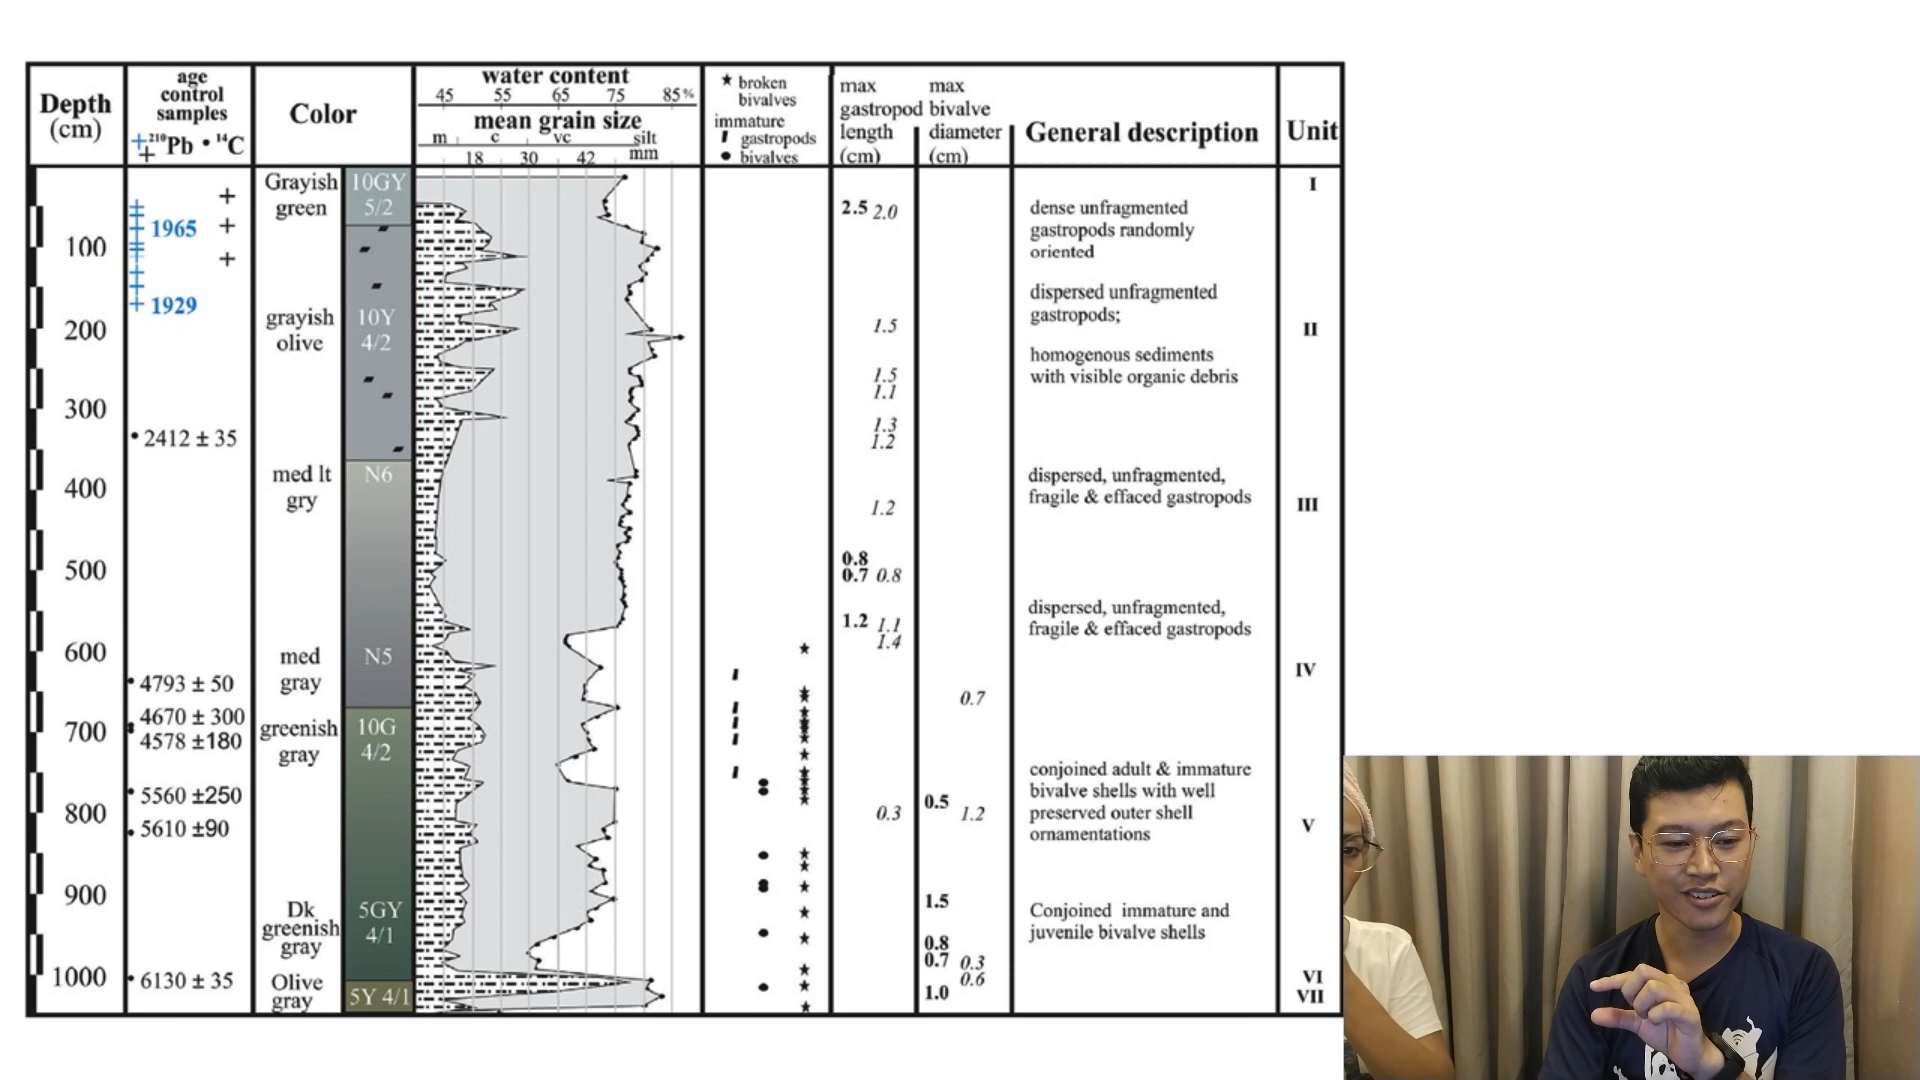 Depth
(cm)
age
control
samples
²¹⁰Pb • ¹⁴C
Color
water content
45 55 65 75 85%
mean grain size
m c vc silt
18 30 42 mm
★ broken
bivalves
immature
gastropods
● bivalves
max
gastropod
length
(cm)
max
bivalve
diameter
(cm)
General description
Unit
100
200
300
400
500
600
700
800
900
1000
1965
1929
2412 ± 35
4793 ± 50
4670 ± 300
4578 ±180
5560 ±250
5610 ±90
6130 ± 35
Grayish
green
grayish
olive
med lt
gry
med
gray
greenish
gray
Dk
greenish
gray
Olive
gray
10GY
5/2
10Y
4/2
N6
N5
10G
4/2
5GY
4/1
5Y 4/1
2.5 2.0
1.5
1.5
1.1
1.3
1.2
1.2
0.8
0.7 0.8
1.2 1.1
1.4
0.3
0.7
0.5 1.2
1.5
0.8
0.7 0.3
0.6
1.0
dense unfragmented
gastropods randomly
oriented
dispersed unfragmented
gastropods;
homogenous sediments
with visible organic debris
dispersed, unfragmented,
fragile & effaced gastropods
dispersed, unfragmented,
fragile & effaced gastropods
conjoined adult & immature
bivalve shells with well
preserved outer shell
ornamentations
Conjoined immature and
juvenile bivalve shells
I
II
III
IV
V
VI
VII